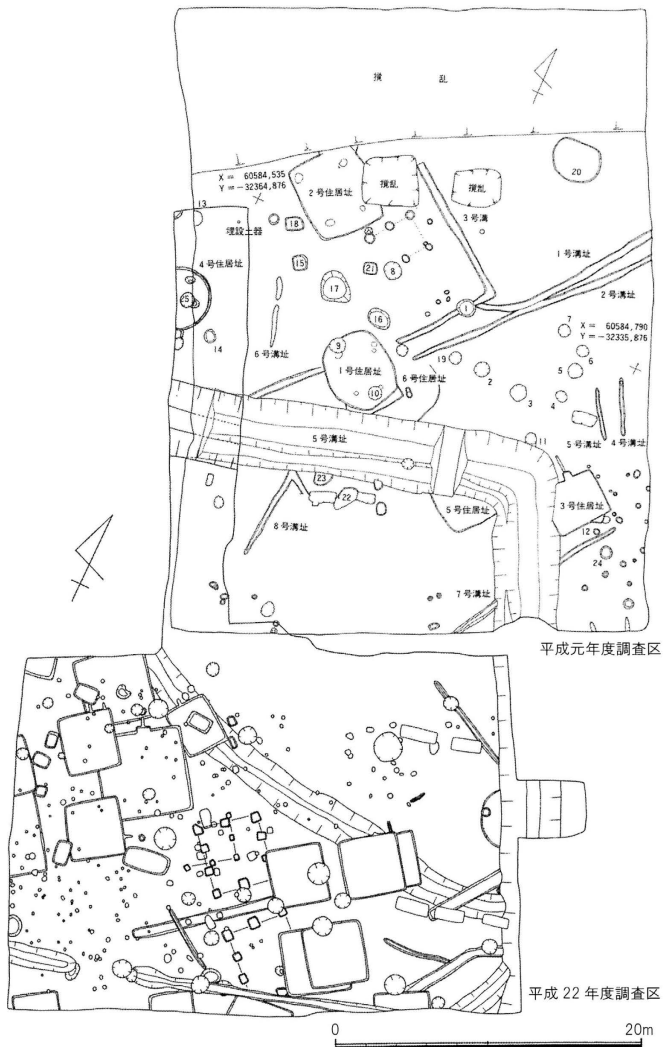 攪 乱
X = 60584,535
Y = -32364,876
2号住居址
攪乱
攪乱
20
13
埋設土器
18
3号溝
4号住居址
15
21
8
1号溝址
25
17
1
2号溝址
7
X = 60584,790
Y = -32335,876
14
16
6
6号溝址
9
19
5
1号住居址
6号住居址
2
10
3
4
5号溝址
11
5号溝址
4号溝址
23
22
5号住居址
3号住居址
8号溝址
12
24
7号溝址
平成元年度調査区
平成22年度調査区
0
20m